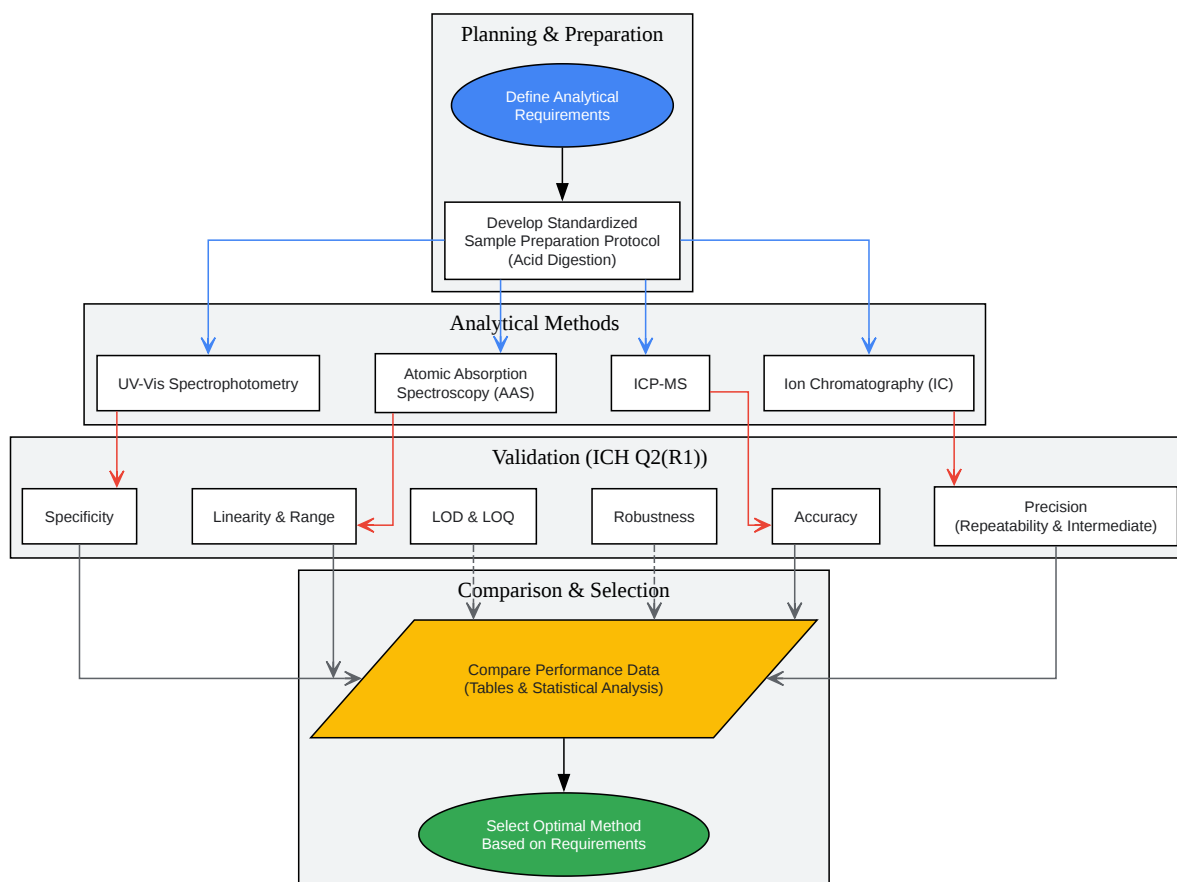 Planning & Preparation
Define Analytical
Requirements
Develop Standardized
Sample Preparation Protocol
(Acid Digestion)
Analytical Methods
UV-Vis Spectrophotometry
Atomic Absorption
Spectroscopy (AAS)
ICP-MS
Ion Chromatography (IC)
Validation (ICH Q2(R1))
Specificity
Linearity & Range
LOD & LOQ
Robustness
Accuracy
Precision
(Repeatability & Intermediate)
Comparison & Selection
Compare Performance Data
(Tables & Statistical Analysis)
Select Optimal Method
Based on Requirements